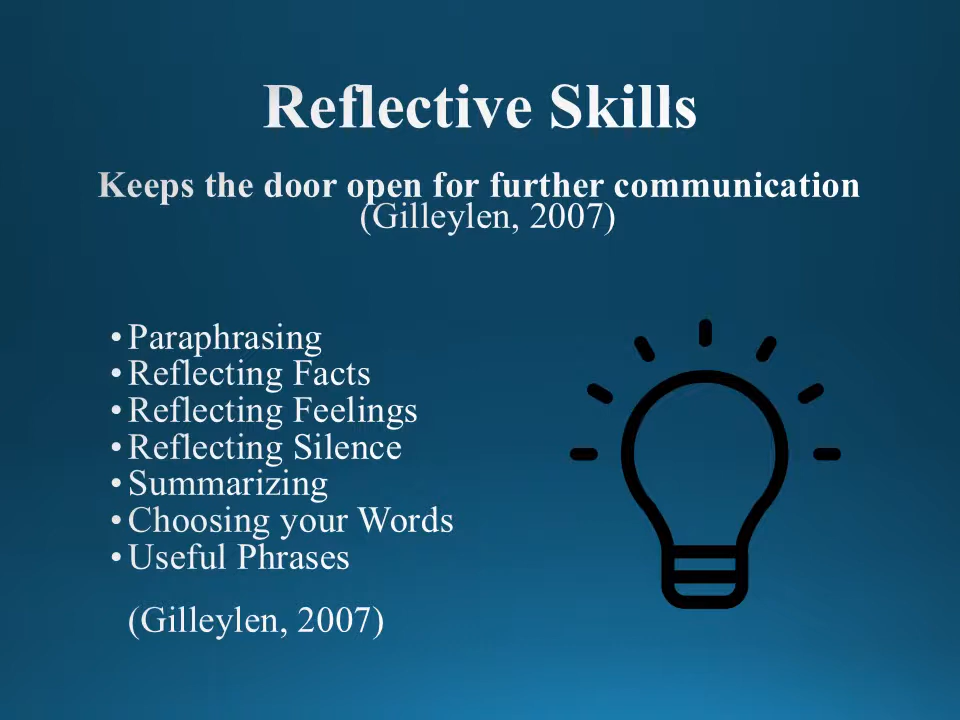 Reflective Skills
Keeps the door open for further communication
(Gilleylen, 2007)
• Paraphrasing
• Reflecting Facts
• Reflecting Feelings
• Reflecting Silence
• Summarizing
• Choosing your Words
• Useful Phrases
(Gilleylen, 2007)